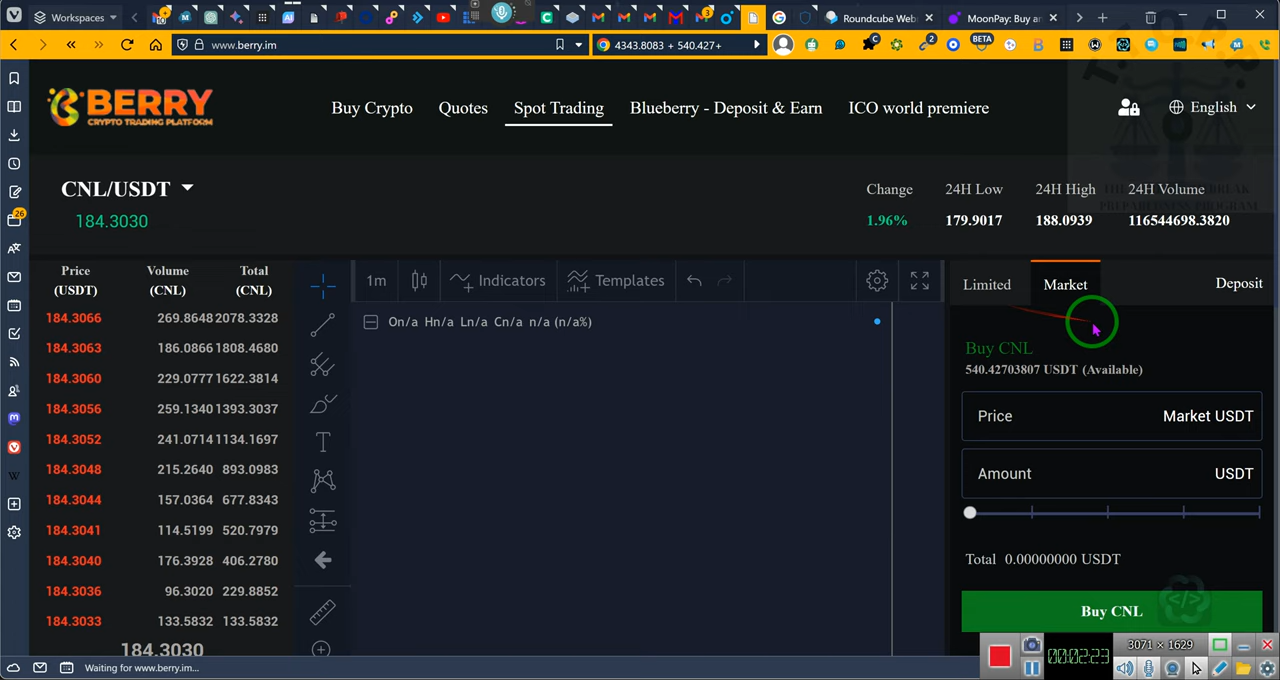 Roundcube Web
MoonPay: Buy a
Workspaces
www.berry.im
4343.8083 + 540.427+
BETA
BERRY
CRYPTO TRADING PLATFORM
Buy Crypto
Quotes
Spot Trading
Blueberry - Deposit & Earn
ICO world premiere
English
CNL/USDT
184.3030
Change
24H Low
24H High
24H Volume
1.96%
179.9017
188.0939
116544698.3820
Price
(USDT)
Volume
(CNL)
Total
(CNL)
184.3066 269.8648 2078.3328
184.3063 186.0866 1808.4680
184.3060 229.0777 1622.3814
184.3056 259.1340 1393.3037
184.3052 241.0714 1134.1697
184.3048 215.2640 893.0983
184.3044 157.0364 677.8343
184.3041 114.5199 520.7979
184.3040 176.3928 406.2780
184.3036 96.3020 229.8852
184.3033 133.5832 133.5832
184.3030
1m
Indicators
Templates
On/a Hn/a Ln/a Cn/a n/a (n/a%)
Limited
Market
Deposit
Buy CNL
540.42703807 USDT (Available)
Price Market USDT
Amount USDT
Total 0.00000000 USDT
Buy CNL
3071 × 1629
00:02:23
Waiting for www.berry.im...